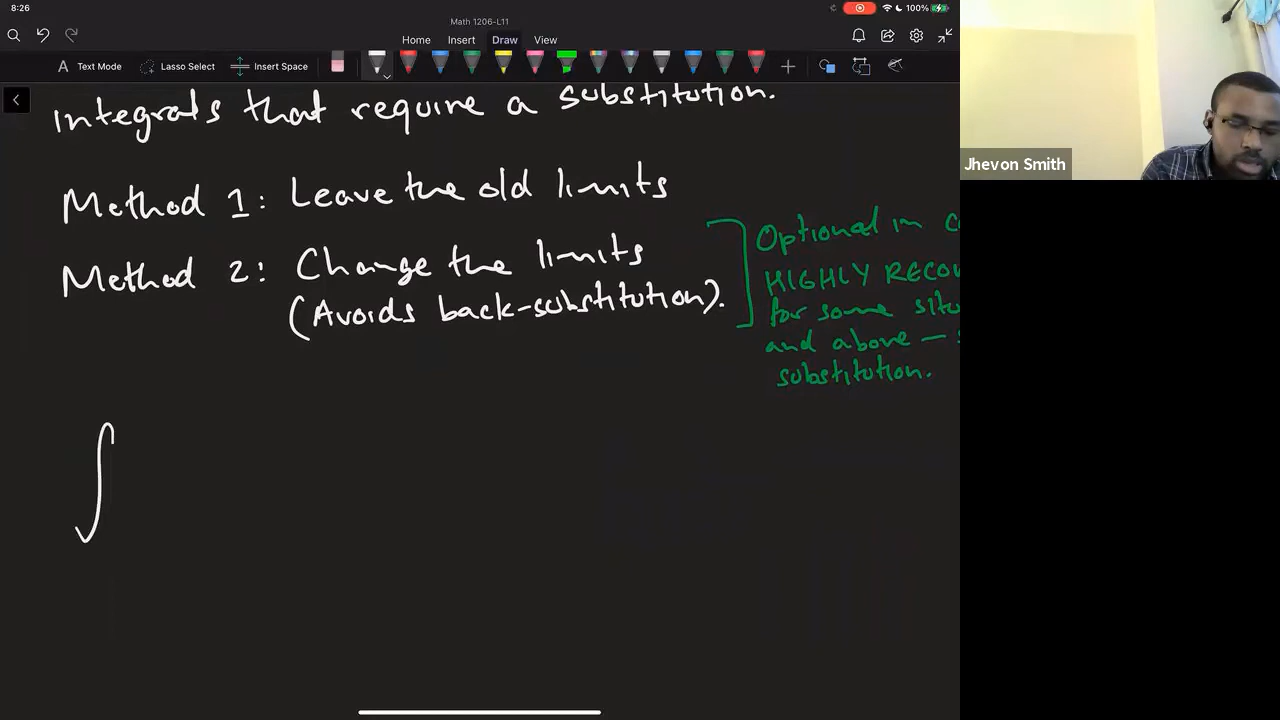 8:26
100%
Math 1206-L11
Home Insert Draw View
Text Mode Lasso Select Insert Space
integrals that require a substitution.
Jhevon Smith
Method 1: Leave the old limits
Method 2: Change the limits
(Avoids back-substitution).
Optional in
HIGHLY
for some
and above —
substitution.
∫